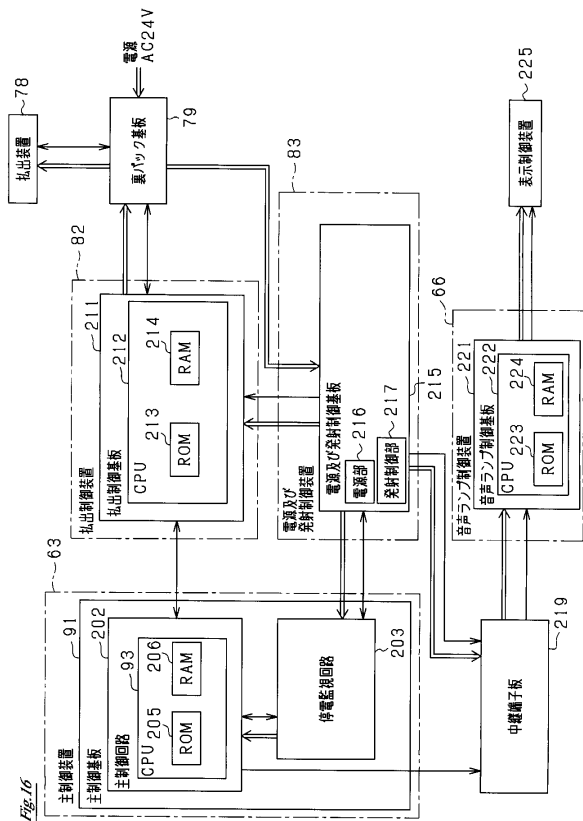 Fig.16
63
主制御装置
91
主制御基板
202
主制御回路
93
CPU
205
ROM
206
RAM
停電監視回路
203
82
払出制御装置
211
払出制御基板
212
CPU
213
ROM
214
RAM
78
払出装置
裏パック基板
79
電源
AC24V
83
電源及び
発射制御装置
電源及び発射制御基板
216
電源部
217
発射制御部
215
66
音声ランプ制御装置
221
音声ランプ制御基板
222
CPU
223
ROM
224
RAM
中継端子板
219
225
表示制御装置